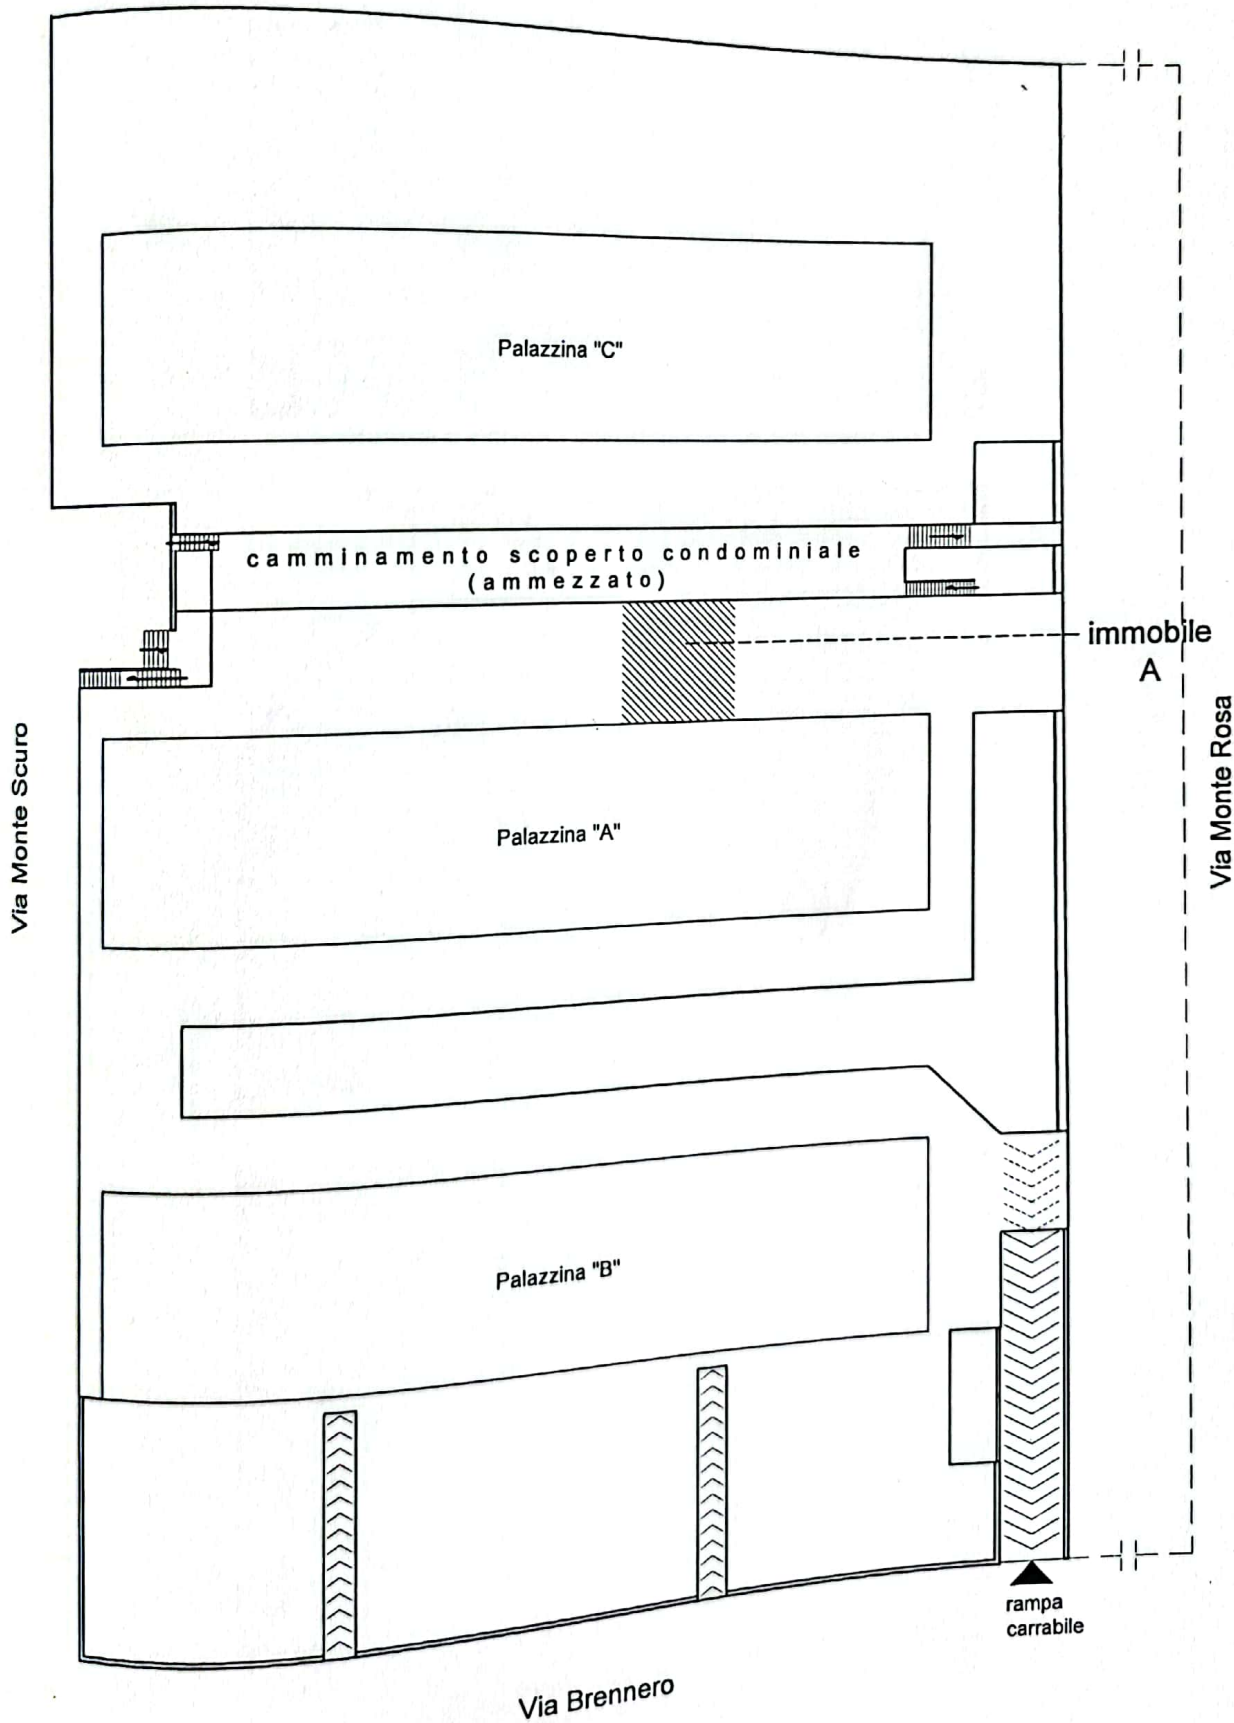 Palazzina "C"
camminamento scoperto condominiale
(ammezzato)
immobile
A
Via Monte Scuro
Via Monte Rosa
Palazzina "A"
Palazzina "B"
rampa
carrabile
Via Brennero